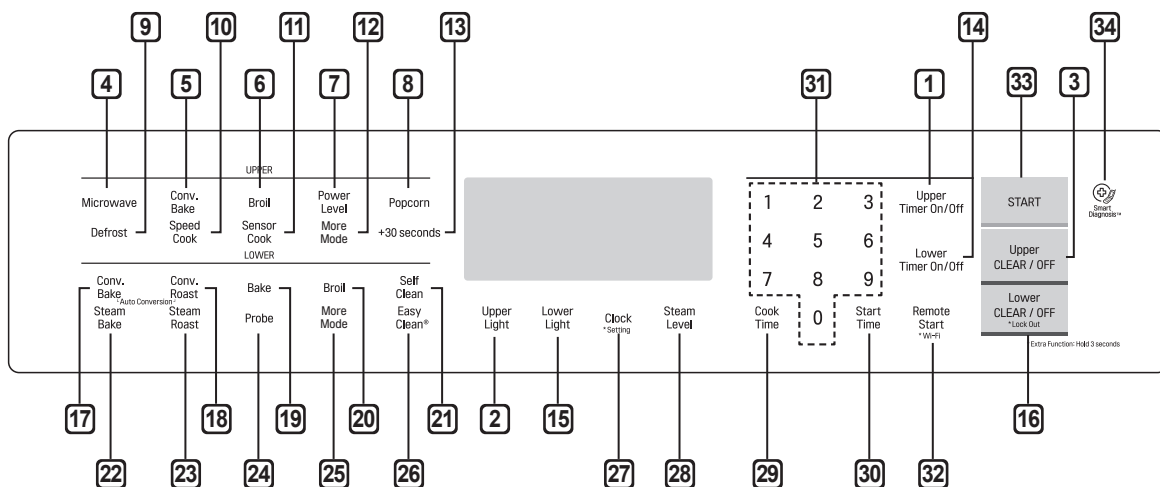 9 10 11 12 13 14 34
4 5 6 7 8 31 1 33 3
UPPER
Microwave Conv. Bake Broil Power Level Popcorn
Defrost Speed Cook Sensor Cook More Mode +30 seconds
LOWER
Conv. Bake Conv. Roast Bake Broil Self Clean
*Auto Conversion*
Steam Bake Steam Roast Probe More Mode Easy Clean®
Upper Light
Lower Light
Clock
*Setting
Steam Level
1 2 3
4 5 6
7 8 9
0
Cook Time
Start Time
Upper Timer On/Off
Lower Timer On/Off
Remote Start
*Wi-Fi
START
Upper CLEAR / OFF
Lower CLEAR / OFF
*Lock Out
*Extra Function: Hold 3 seconds
Smart Diagnosis™
17 18 19 20 21 2 15 16
22 23 24 25 26 27 28 29 30 32